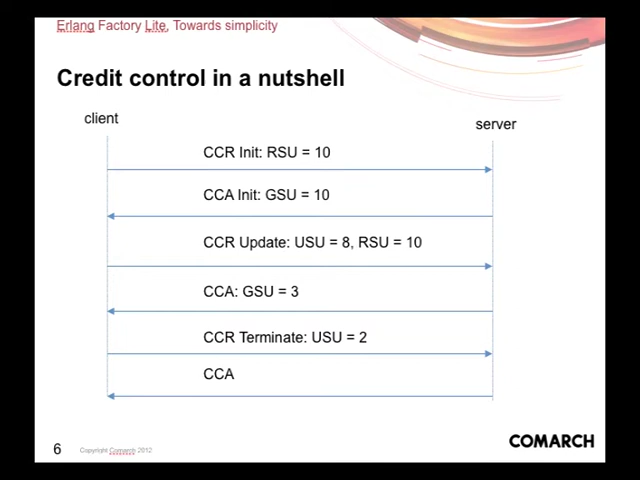 Erlang Factory Lite, Towards simplicity
Credit control in a nutshell
client
server
CCR Init: RSU = 10
CCA Init: GSU = 10
CCR Update: USU = 8, RSU = 10
CCA: GSU = 3
CCR Terminate: USU = 2
CCA
6
Copyright Comarch 2012
COMARCH